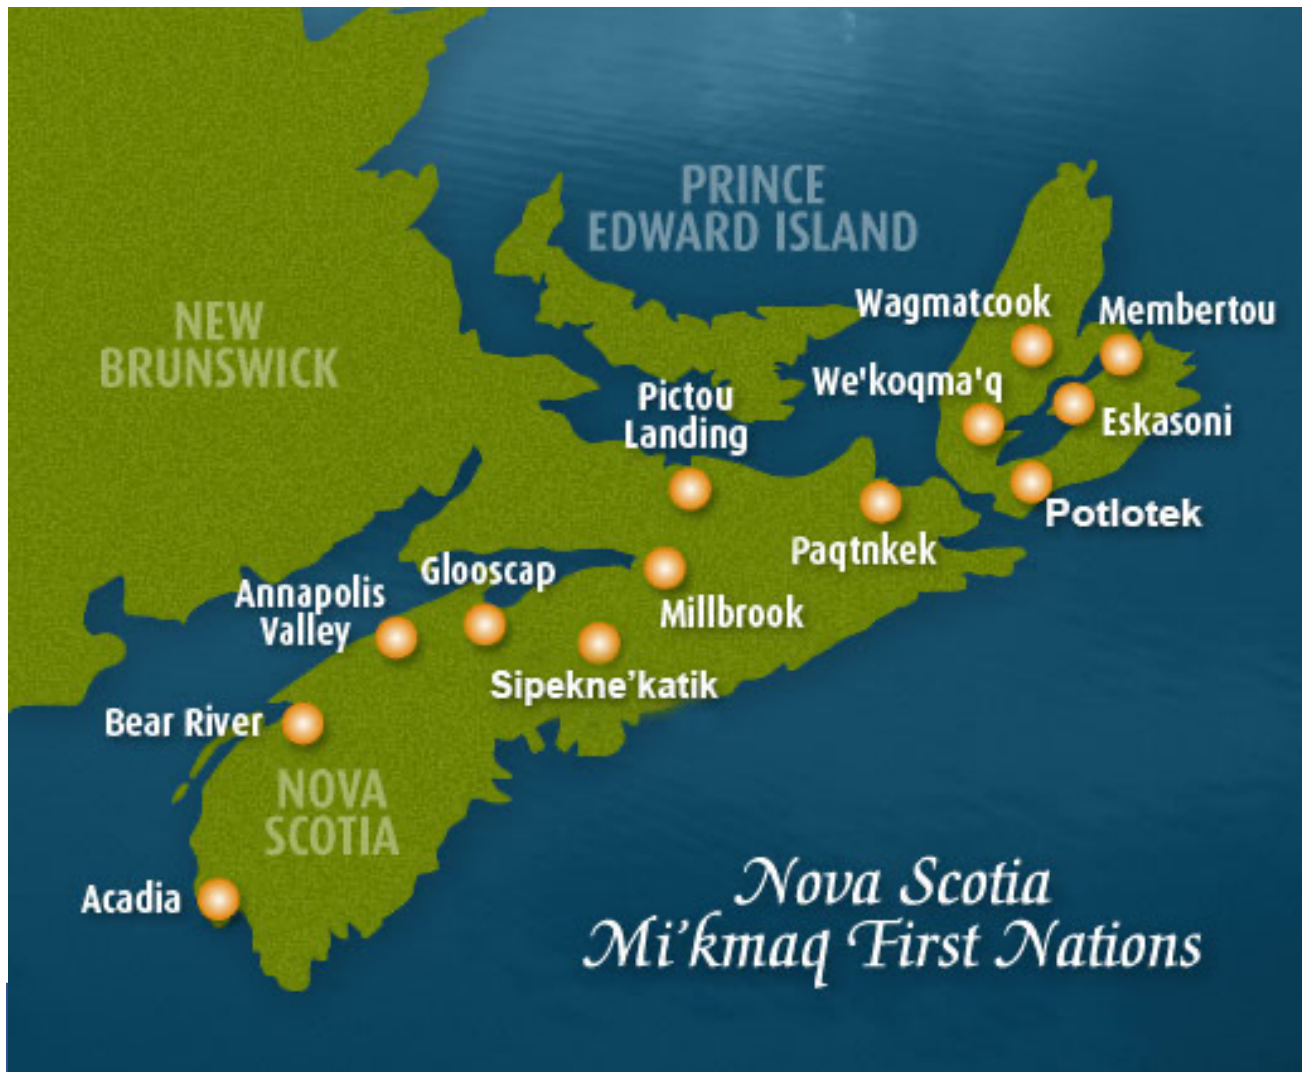 PRINCE
EDWARD ISLAND
NEW
BRUNSWICK
Wagmatcook
Membertou
We'koqma'q
Pictou
Landing
Eskasoni
Potlotek
Paqtnkek
Glooscap
Annapolis
Valley
Millbrook
Sipekne’katik
Bear River
NOVA
SCOTIA
Acadia
Nova Scotia
Mi’kmaq First Nations